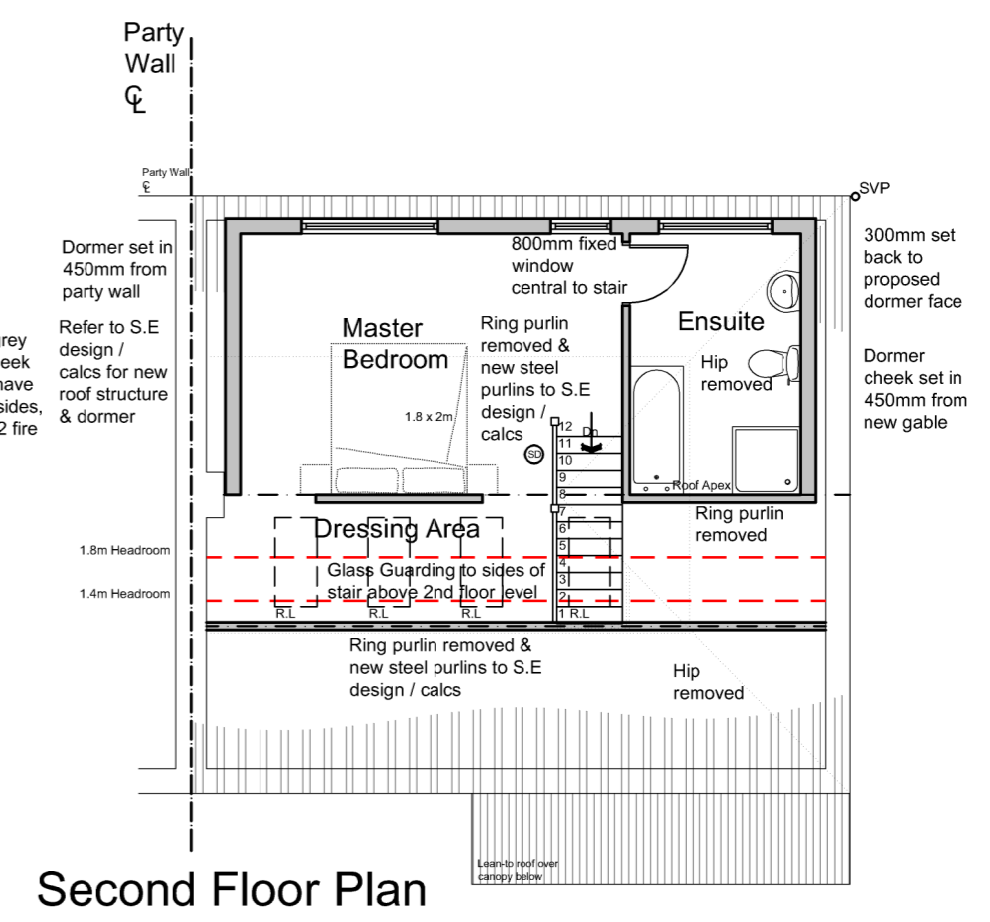 Party
Wall
℄
Party Wall
℄
SVP
Dormer set in
450mm from
party wall
Refer to S.E
design /
calcs for new
roof structure
& dormer
grey
eek
have
sides,
2 fire
800mm fixed
window
central to stair
300mm set
back to
proposed
dormer face
Dormer
cheek set in
450mm from
new gable
Master
Bedroom
1.8 x 2m
Ring purlin
removed &
new steel
purlins to S.E
design /
calcs
SD
Ensuite
Hip
removed
Dn
12
11
10
9
8
7
6
5
4
3
2
1
Roof Apex
Ring purlin
removed
Dressing Area
1.8m Headroom
Glass Guarding to sides of
stair above 2nd floor level
1.4m Headroom
R.L
R.L
R.L
R.L
Ring purlin removed &
new steel purlins to S.E
design / calcs
Hip
removed
Lean-to roof over
canopy below
Second Floor Plan